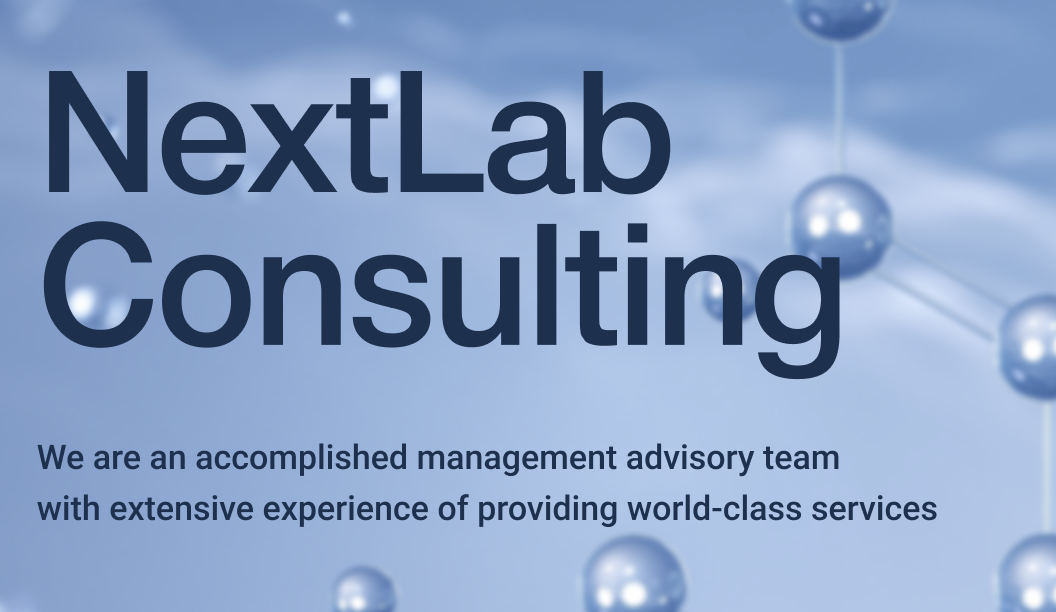 NextLab
Consulting
We are an accomplished management advisory team
with extensive experience of providing world-class services